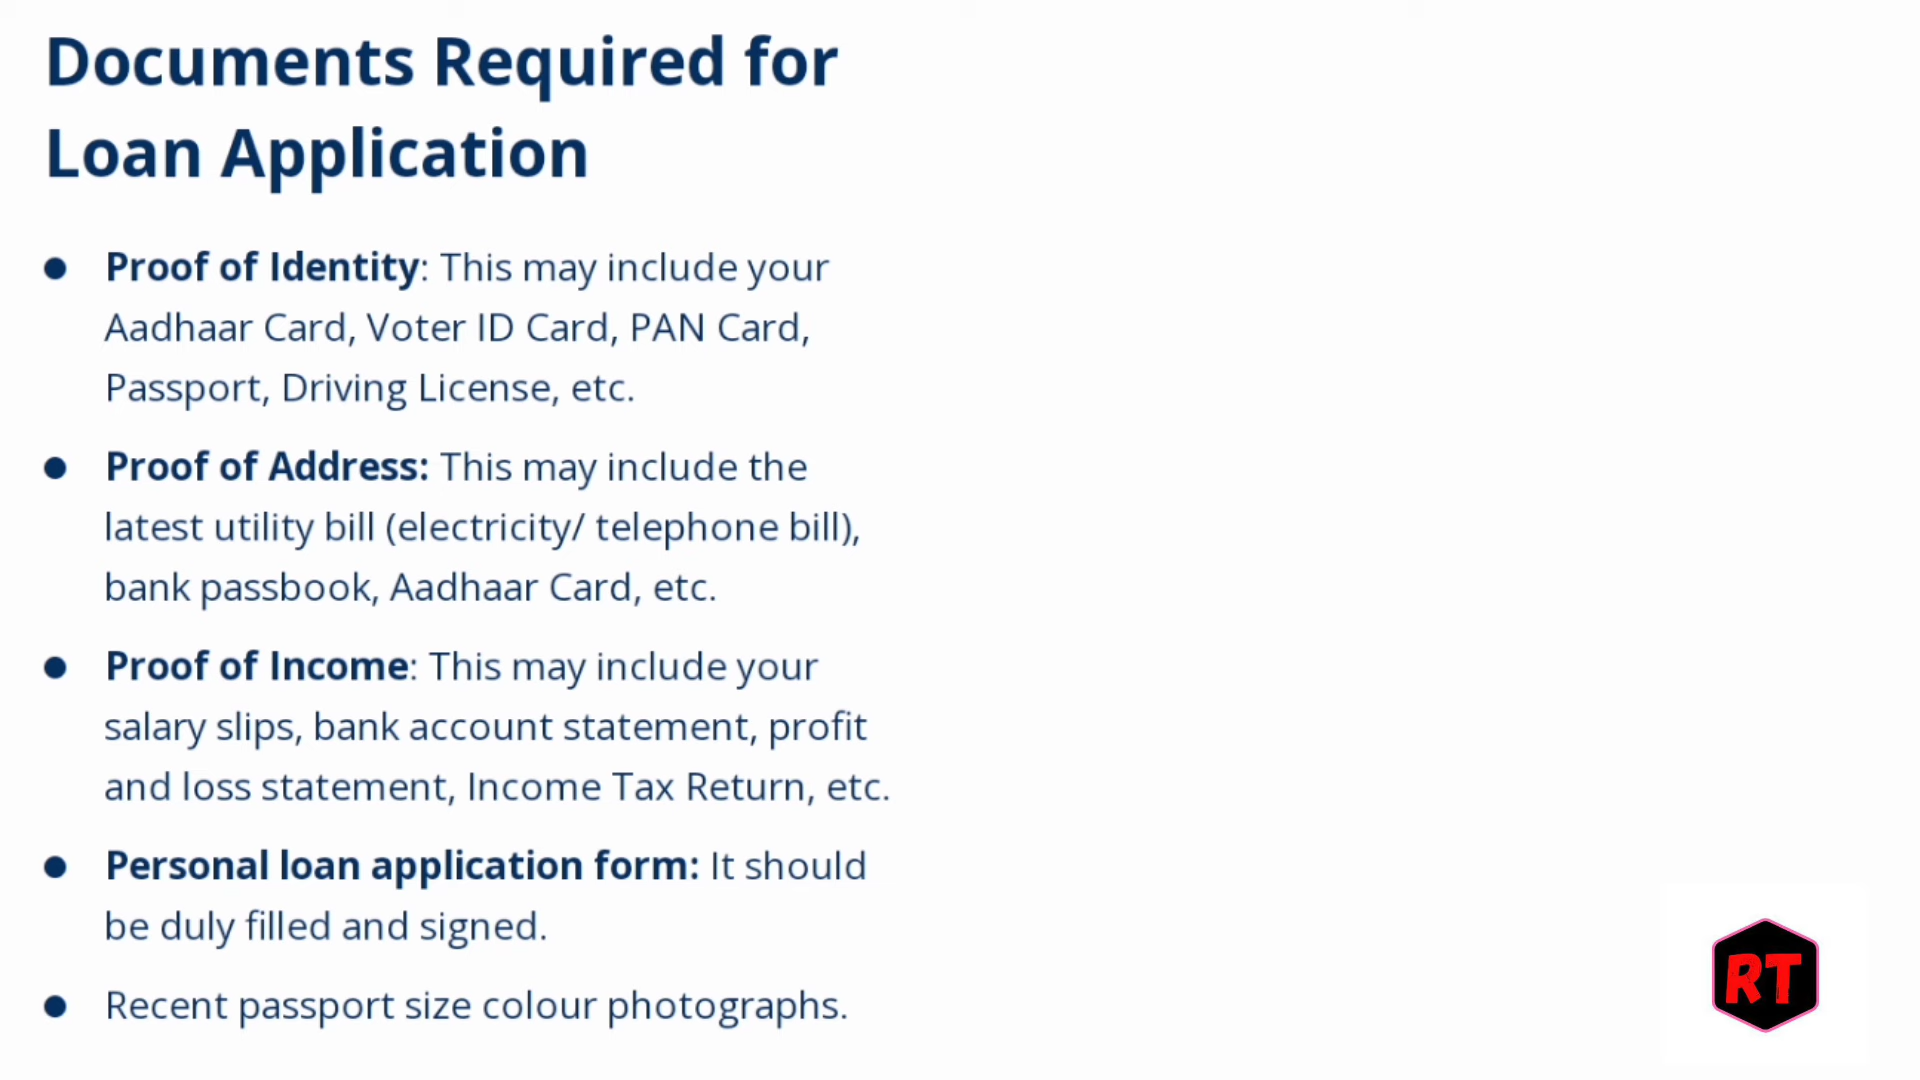 Documents Required for
Loan Application
● Proof of Identity: This may include your
Aadhaar Card, Voter ID Card, PAN Card,
Passport, Driving License, etc.
● Proof of Address: This may include the
latest utility bill (electricity/ telephone bill),
bank passbook, Aadhaar Card, etc.
● Proof of Income: This may include your
salary slips, bank account statement, profit
and loss statement, Income Tax Return, etc.
● Personal loan application form: It should
be duly filled and signed.
● Recent passport size colour photographs.
RT